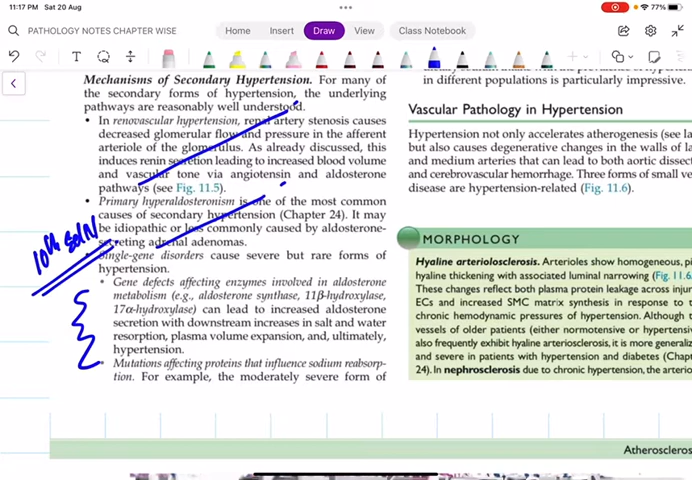 11:17 PM Sat 20 Aug
77%
PATHOLOGY NOTES CHAPTER WISE
Home Insert Draw View Class Notebook
Mechanisms of Secondary Hypertension. For many of
the secondary forms of hypertension, the underlying
pathways are reasonably well understood.
• In renovascular hypertension, renal artery stenosis causes
decreased glomerular flow and pressure in the afferent
arteriole of the glomerulus. As already discussed, this
induces renin secretion leading to increased blood volume
and vascular tone via angiotensin and aldosterone
pathways (see Fig. 11.5).
• Primary hyperaldosteronism is one of the most common
causes of secondary hypertension (Chapter 24). It may
be idiopathic or less commonly caused by aldosterone-
secreting adrenal adenomas.
10th
• Single-gene disorders cause severe but rare forms of
hypertension.
• Gene defects affecting enzymes involved in aldosterone
metabolism (e.g., aldosterone synthase, 11β-hydroxylase,
17α-hydroxylase) can lead to increased aldosterone
secretion with downstream increases in salt and water
resorption, plasma volume expansion, and, ultimately,
hypertension.
• Mutations affecting proteins that influence sodium reabsorp-
tion. For example, the moderately severe form of
in different populations is particularly impressive.
Vascular Pathology in Hypertension
Hypertension not only accelerates atherogenesis (see la
but also causes degenerative changes in the walls of la
and medium arteries that can lead to both aortic dissect
and cerebrovascular hemorrhage. Three forms of small ve
disease are hypertension-related (Fig. 11.6).
MORPHOLOGY
Hyaline arteriolosclerosis. Arterioles show homogeneous, pi
hyaline thickening with associated luminal narrowing (Fig. 11.6
These changes reflect both plasma protein leakage across injur
ECs and increased SMC matrix synthesis in response to t
chronic hemodynamic pressures of hypertension. Although t
vessels of older patients (either normotensive or hypertensiv
also frequently exhibit hyaline arteriosclerosis, it is more generaliz
and severe in patients with hypertension and diabetes (Chapt
24). In nephrosclerosis due to chronic hypertension, the arterio
Atheroscleros